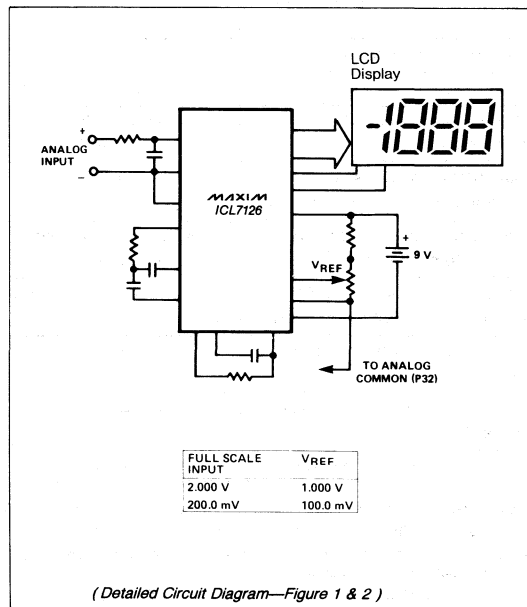 LCD
Display
-1888
+
ANALOG
INPUT
−
MAXIM
ICL7126
VREF
+
9 V
TO ANALOG
COMMON (P32)
FULL SCALE INPUT VREF
2.000 V 1.000 V
200.0 mV 100.0 mV
( Detailed Circuit Diagram—Figure 1 & 2 )